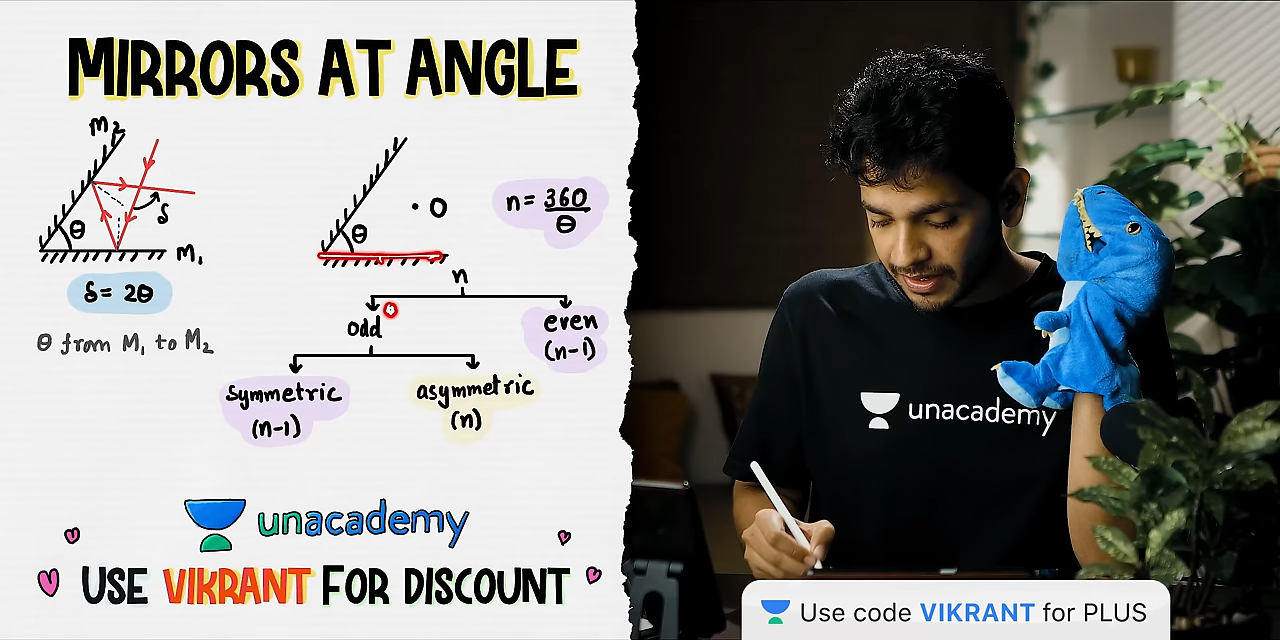 MIRRORS AT ANGLE
M2
θ
δ
M1
δ = 2θ
θ from M1 to M2
θ
· O
n = 360
θ
n
odd
even
(n-1)
Symmetric
(n-1)
asymmetric
(n)
unacademy
USE VIKRANT FOR DISCOUNT
unacademy
Use code VIKRANT for PLUS